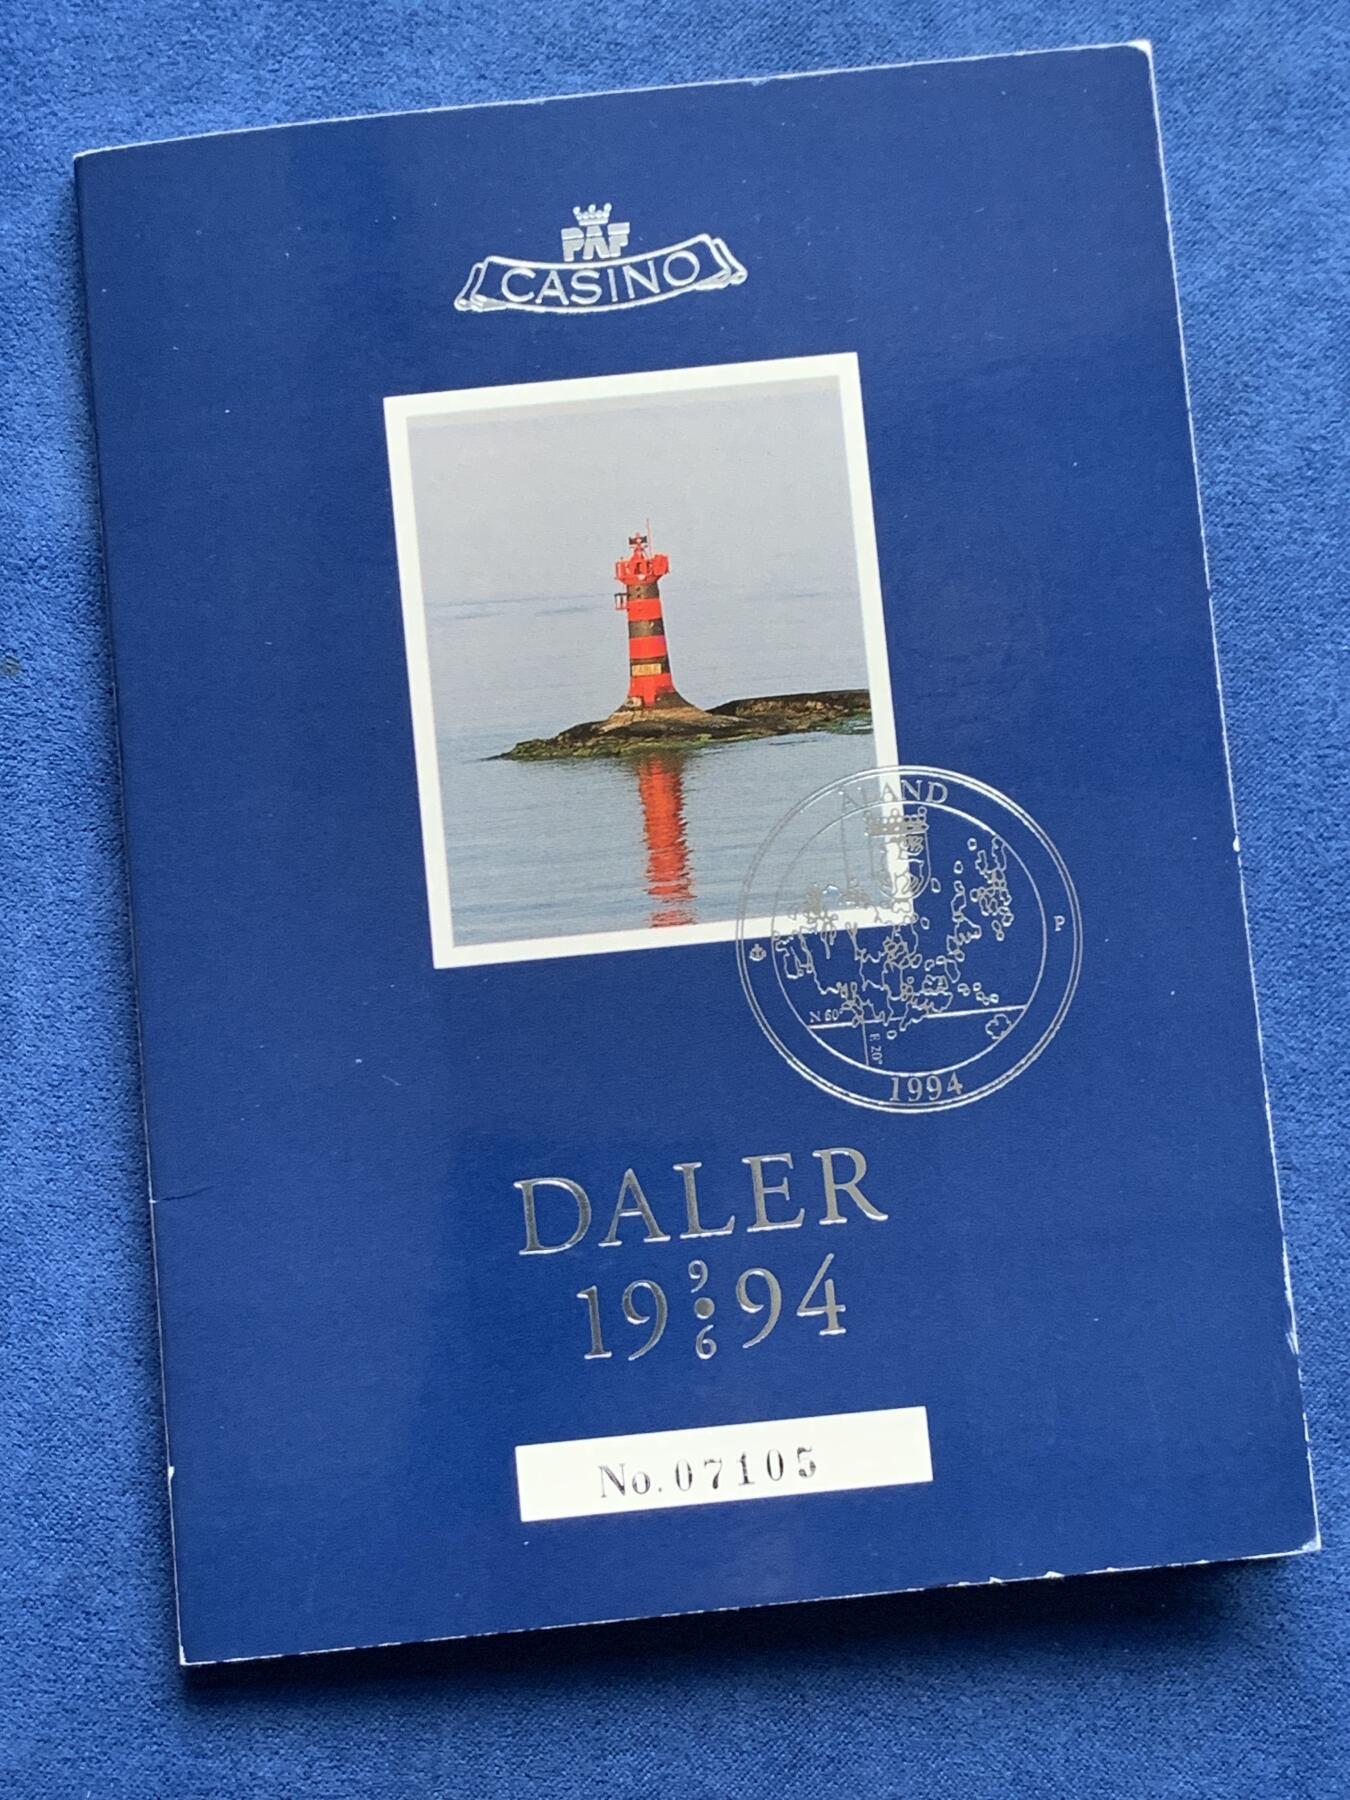 PAF
CASINO
ÅLAND
P
N 60°
E 20°
1994
DALER
19 9•6 94
No. 07105